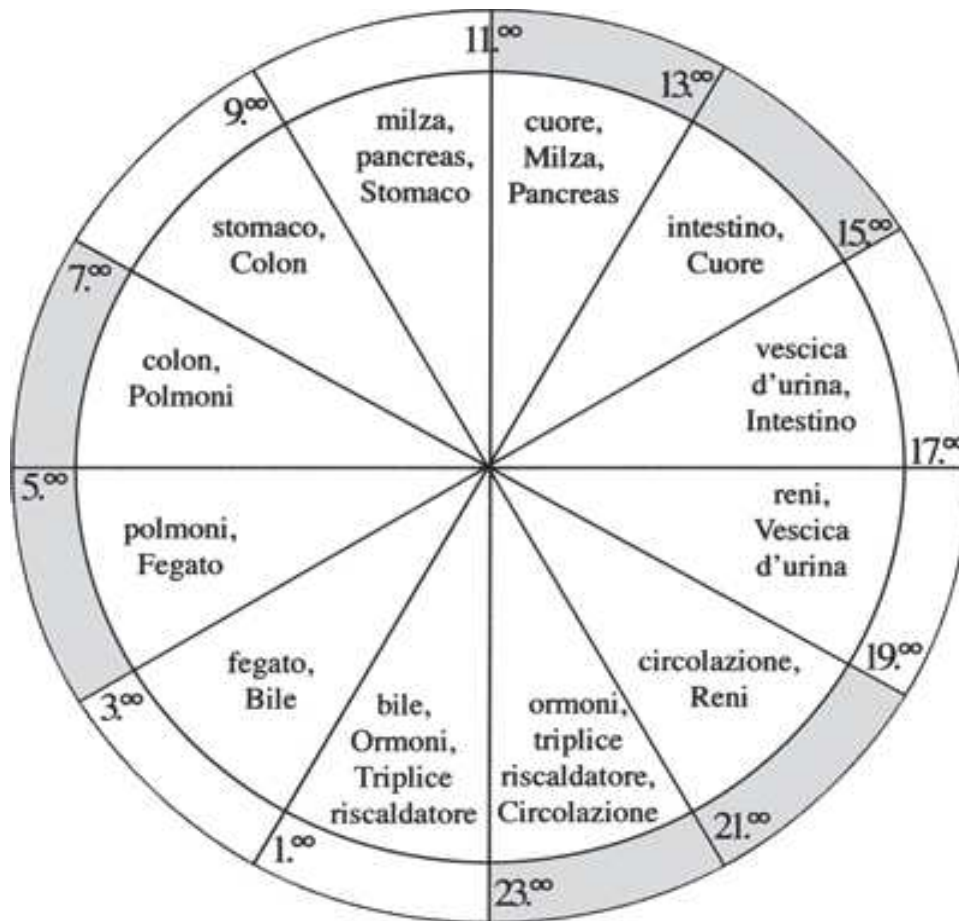 11.⁰⁰
13.⁰⁰
9.⁰⁰
milza,
pancreas,
Stomaco
cuore,
Milza,
Pancreas
stomaco,
Colon
intestino,
Cuore
15.⁰⁰
7.⁰⁰
colon,
Polmoni
vescica
d’urina,
Intestino
17.⁰⁰
5.⁰⁰
polmoni,
Fegato
reni,
Vescica
d’urina
19.⁰⁰
3.⁰⁰
fegato,
Bile
bile,
Ormoni,
Triplice
riscaldatore
ormoni,
triplice
riscaldatore,
Circolazione
circolazione,
Reni
21.⁰⁰
1.⁰⁰
23.⁰⁰